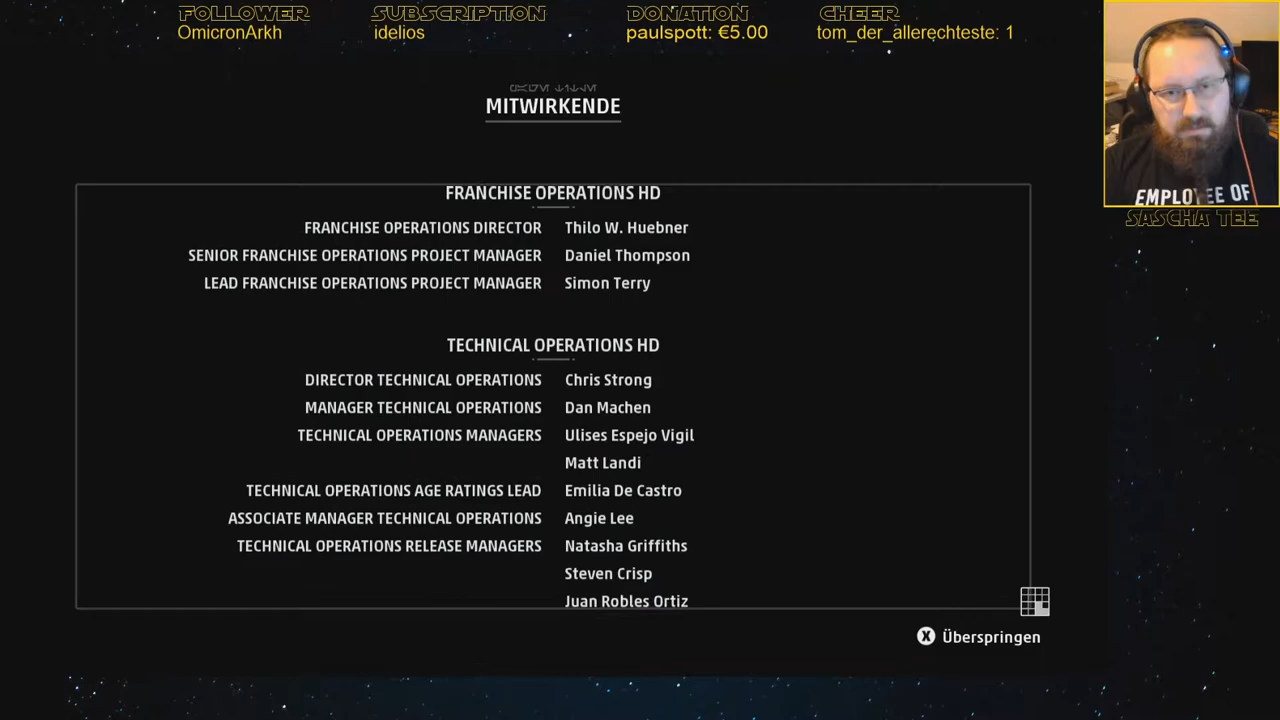 FOLLOWER SUBSCRIPTION DONATION CHEER
OmicronArkh idelios paulspott: €5.00 tom_der_allerechteste: 1
MITWIRKENDE
EMPLOYEE OF
SASCHA TEE
FRANCHISE OPERATIONS HD
FRANCHISE OPERATIONS DIRECTOR Thilo W. Huebner
SENIOR FRANCHISE OPERATIONS PROJECT MANAGER Daniel Thompson
LEAD FRANCHISE OPERATIONS PROJECT MANAGER Simon Terry
TECHNICAL OPERATIONS HD
DIRECTOR TECHNICAL OPERATIONS Chris Strong
MANAGER TECHNICAL OPERATIONS Dan Machen
TECHNICAL OPERATIONS MANAGERS Ulises Espejo Vigil
Matt Landi
TECHNICAL OPERATIONS AGE RATINGS LEAD Emilia De Castro
ASSOCIATE MANAGER TECHNICAL OPERATIONS Angie Lee
TECHNICAL OPERATIONS RELEASE MANAGERS Natasha Griffiths
Steven Crisp
Juan Robles Ortiz
X Überspringen